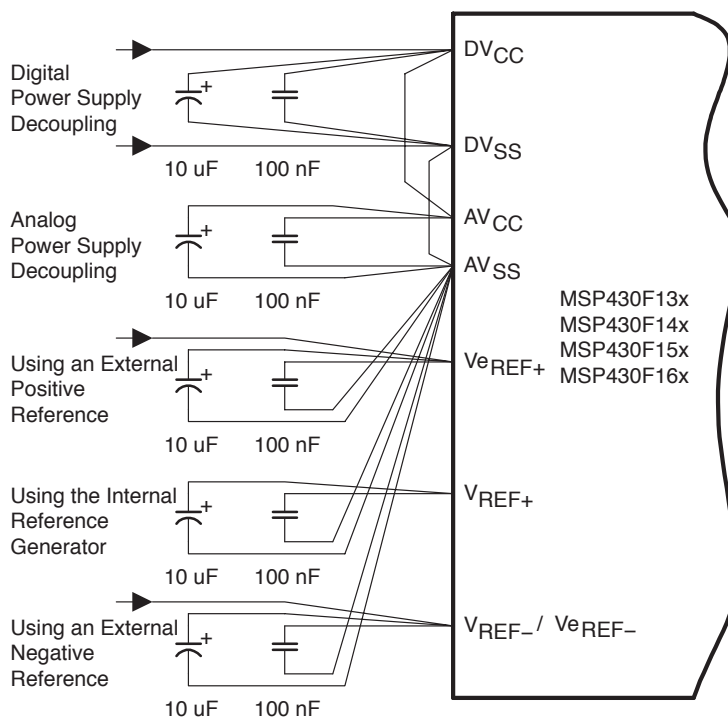 DVCC
Digital
Power Supply
Decoupling
+
DVSS
10 uF 100 nF
Analog
Power Supply
Decoupling
+
AVCC
AVSS
10 uF 100 nF
MSP430F13x
MSP430F14x
MSP430F15x
MSP430F16x
Using an External
Positive
Reference
+
VeREF+
10 uF 100 nF
Using the Internal
Reference
Generator
+
VREF+
10 uF 100 nF
Using an External
Negative
Reference
+
VREF− / VeREF−
10 uF 100 nF